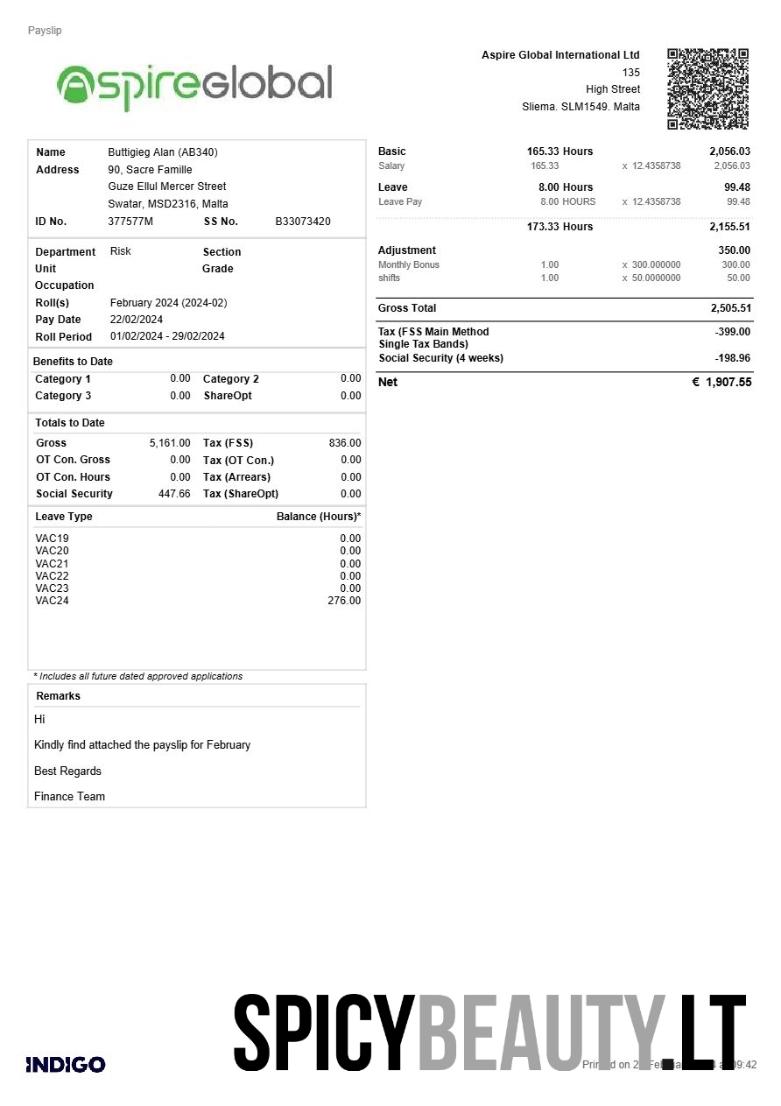 Payslip
Aspireglobal
Aspire Global International Ltd
135
High Street
Sliema. SLM1549. Malta
Name Buttigieg Alan (AB340)
Address 90, Sacre Famille
Guze Ellul Mercer Street
Swatar, MSD2316, Malta
ID No. 377577M SS No. B33073420
Department Risk Section
Unit Grade
Occupation
Roll(s) February 2024 (2024-02)
Pay Date 22/02/2024
Roll Period 01/02/2024 - 29/02/2024
Benefits to Date
Category 1 0.00 Category 2 0.00
Category 3 0.00 ShareOpt 0.00
Totals to Date
Gross 5,161.00 Tax (FSS) 836.00
OT Con. Gross 0.00 Tax (OT Con.) 0.00
OT Con. Hours 0.00 Tax (Arrears) 0.00
Social Security 447.66 Tax (ShareOpt) 0.00
Leave Type Balance (Hours)*
VAC19 0.00
VAC20 0.00
VAC21 0.00
VAC22 0.00
VAC23 0.00
VAC24 276.00
* Includes all future dated approved applications
Remarks
Hi
Kindly find attached the payslip for February
Best Regards
Finance Team
Basic 165.33 Hours 2,056.03
Salary 165.33 x 12.4358738 2,056.03
Leave 8.00 Hours 99.48
Leave Pay 8.00 HOURS x 12.4358738 99.48
173.33 Hours 2,155.51
Adjustment 350.00
Monthly Bonus 1.00 x 300.000000 300.00
shifts 1.00 x 50.0000000 50.00
Gross Total 2,505.51
Tax (FSS Main Method -399.00
Single Tax Bands)
Social Security (4 weeks) -198.96
Net € 1,907.55
SPICYBEAUTY.LT
INDIGO
on 09:42